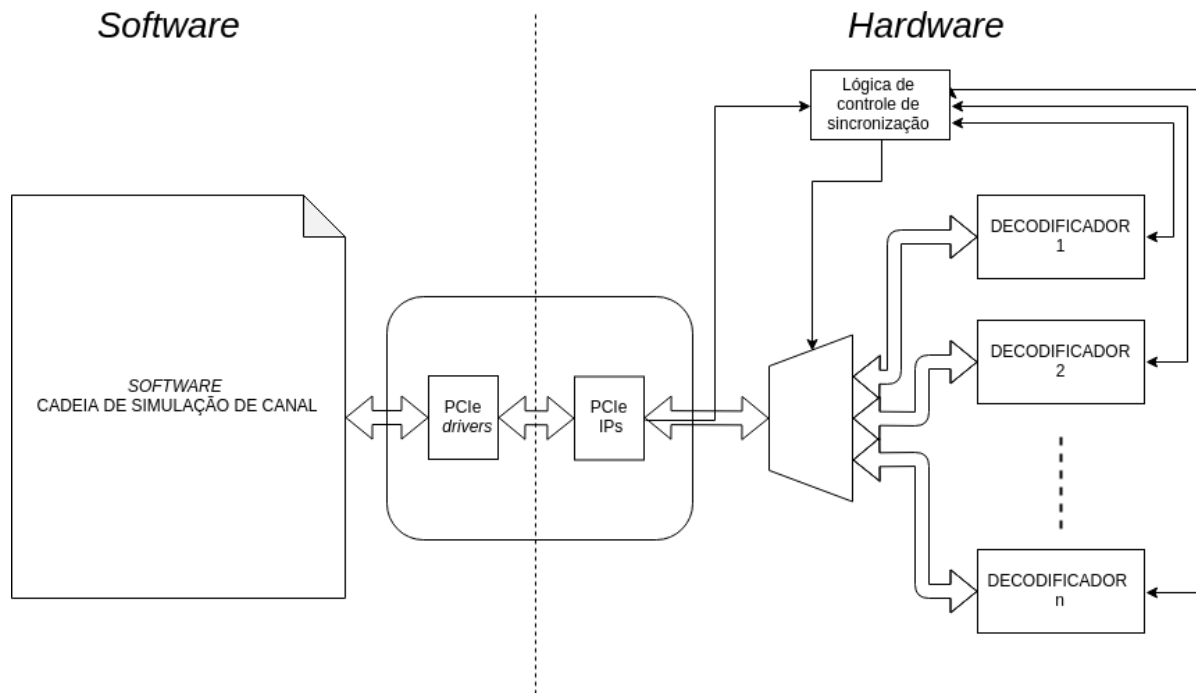 Software
Hardware
Lógica de
controle de
sincronização
DECODIFICADOR
1
DECODIFICADOR
2
SOFTWARE
CADEIA DE SIMULAÇÃO DE CANAL
PCIe
drivers
PCIe
IPs
DECODIFICADOR
n